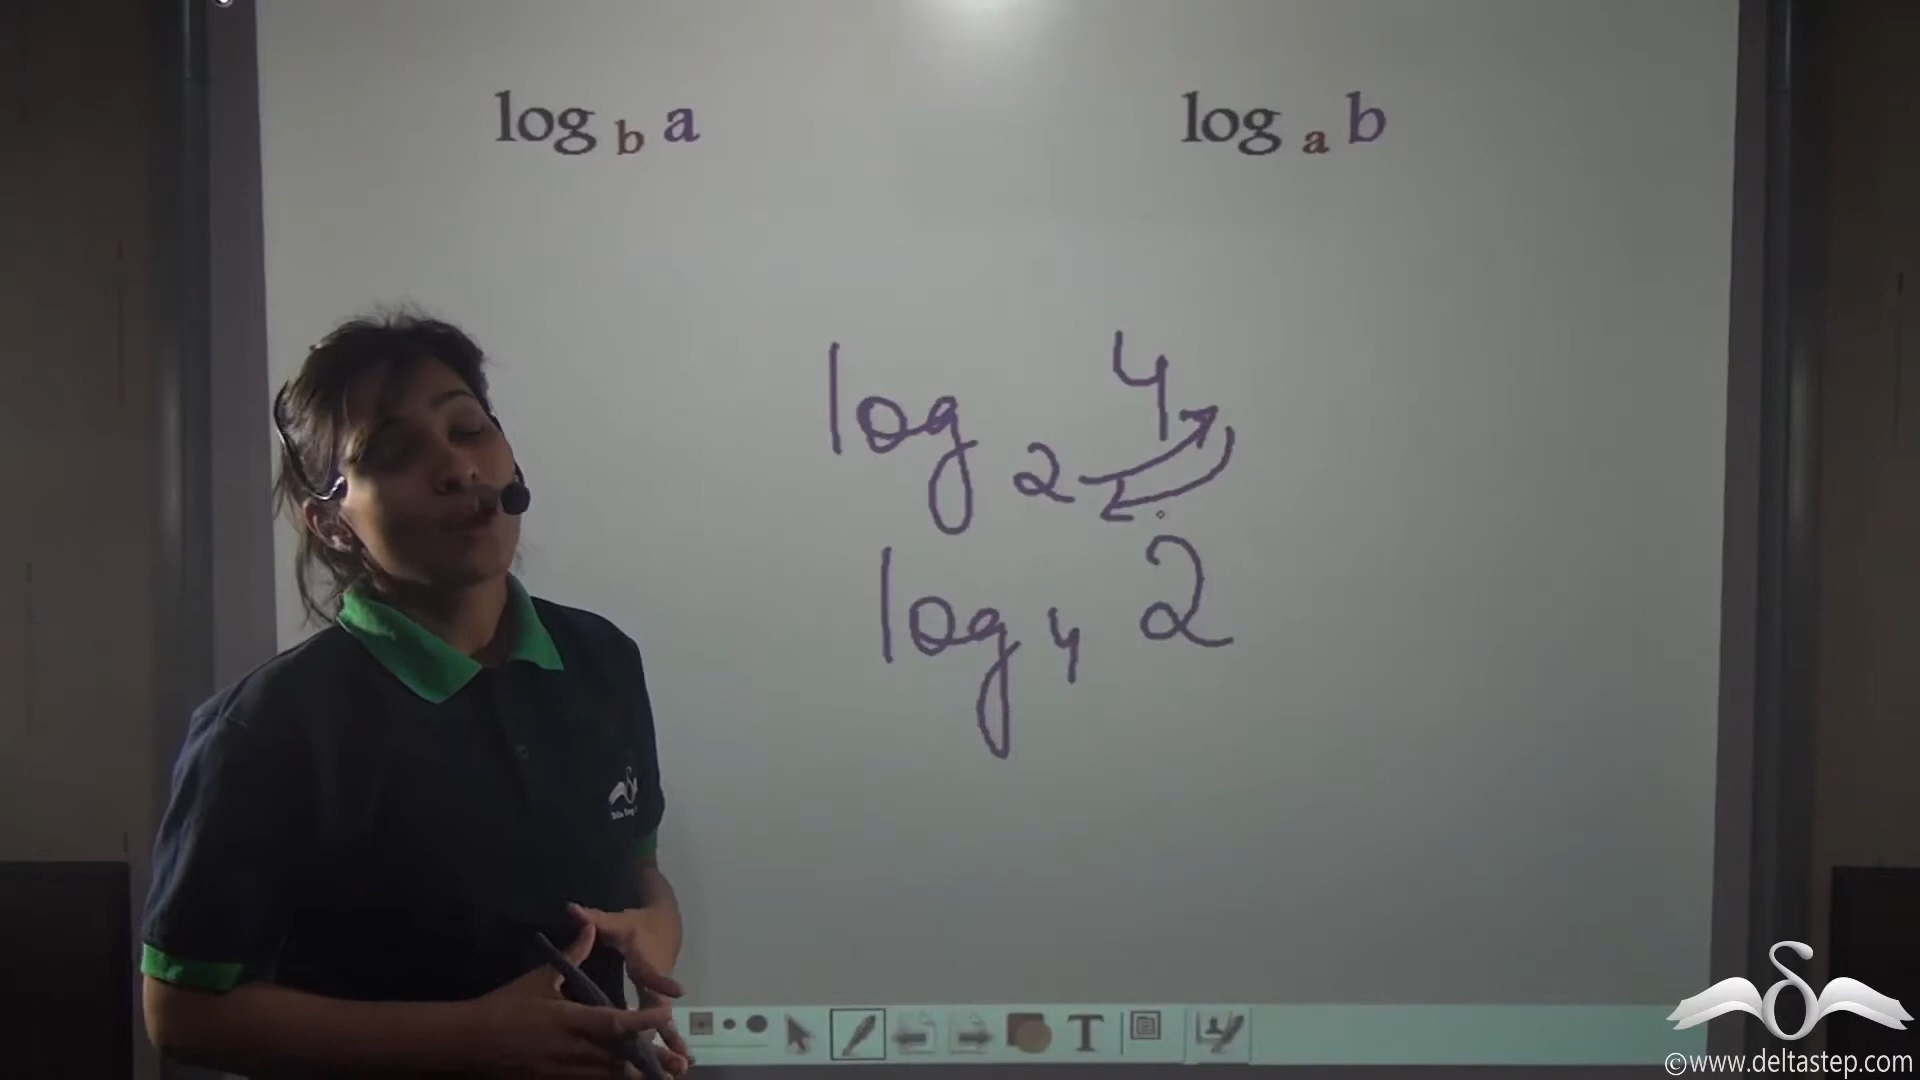 log b a
log a b
log 2 4
log 4 2
T
©www.deltastep.com